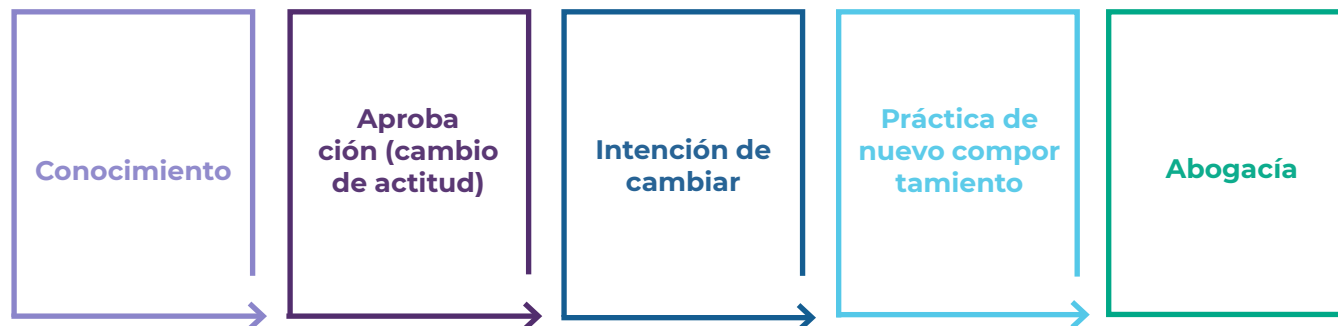 Conocimiento
Aproba
ción (cambio
de actitud)
Intención de
cambiar
Práctica de
nuevo compor
tamiento
Abogacía